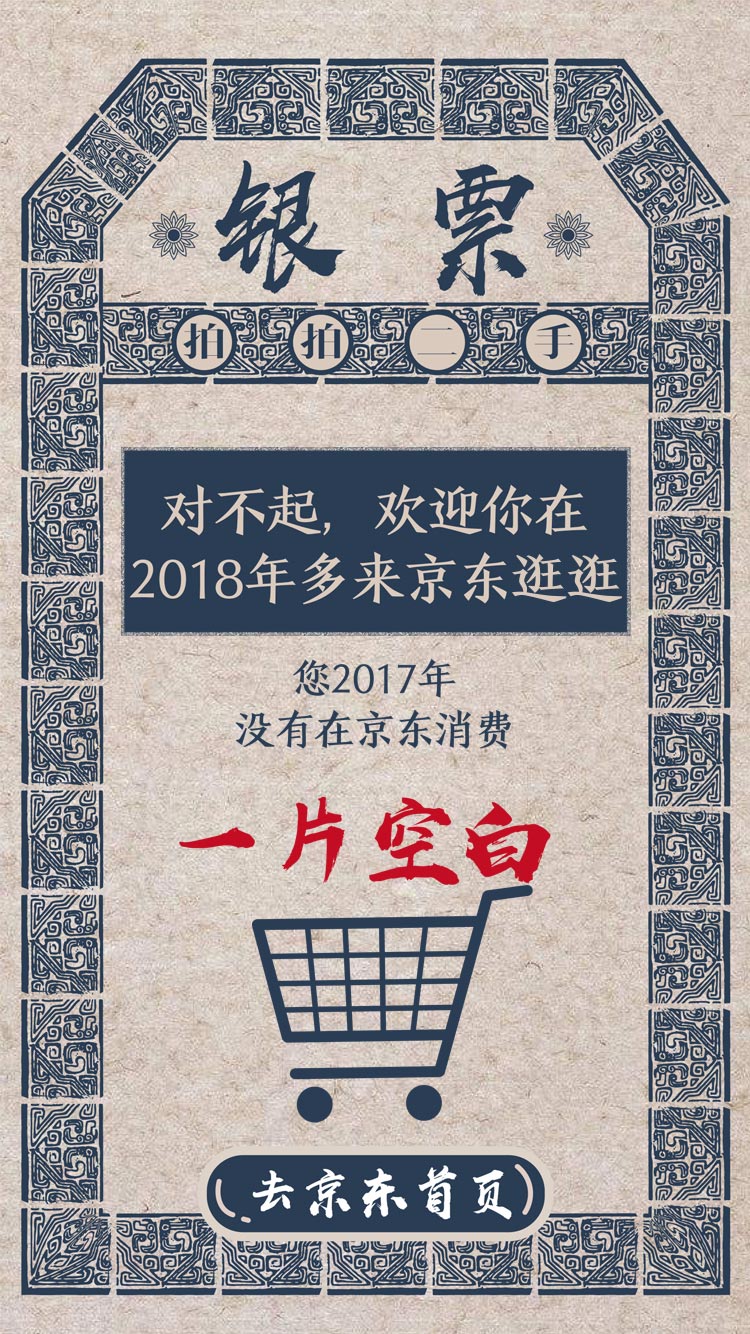 银票
拍拍二手
对不起，欢迎你在
2018年多来京东逛逛
您2017年
没有在京东消费
一片空白
去京东首页